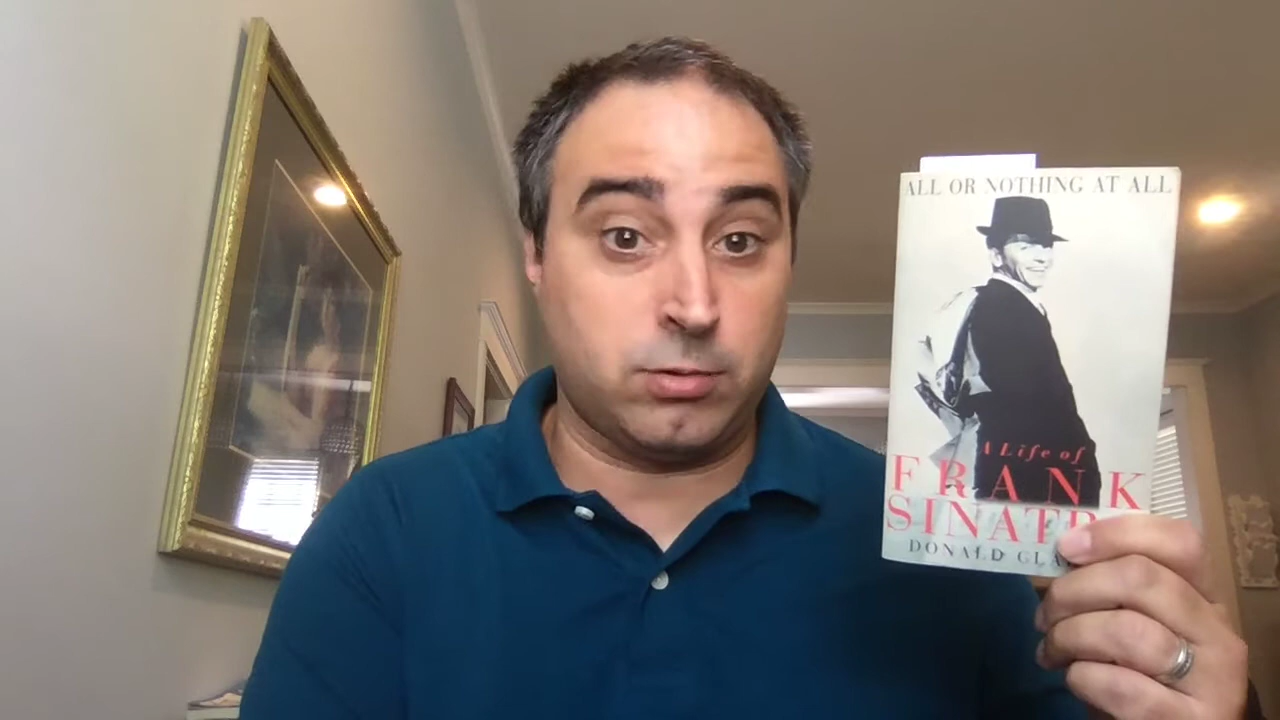 ALL OR NOTHING AT ALL
A Life of
FRANK
SINATR
DONALD CLA